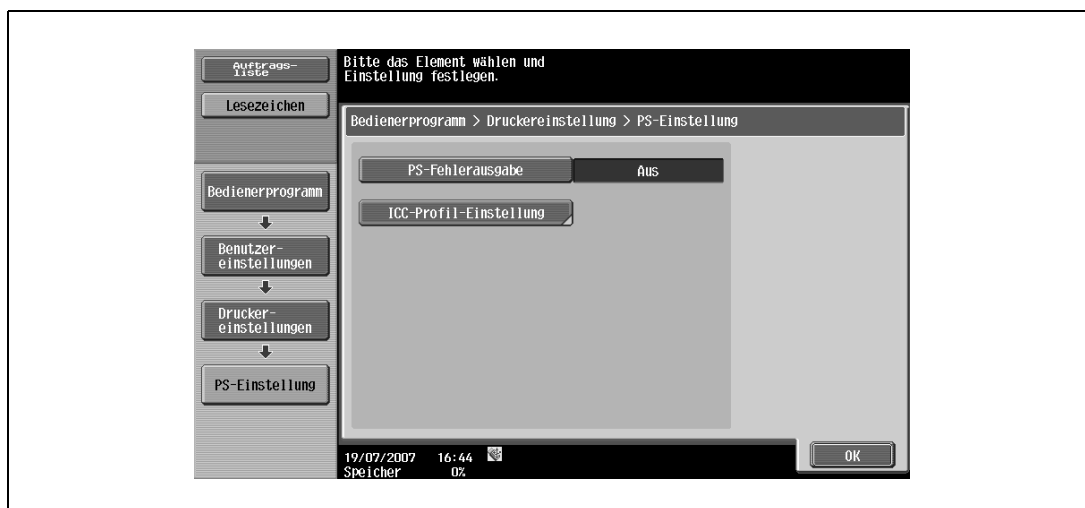 Auftrags-
liste
Lesezeichen
Bedienerprogramm
Benutzer-
einstellungen
Drucker-
einstellungen
PS-Einstellung
Bitte das Element wählen und
Einstellung festlegen.
Bedienerprogramm > Druckereinstellung > PS-Einstellung
PS-Fehlerausgabe
Aus
ICC-Profil-Einstellung
19/07/2007 16:44
Speicher 0%
OK